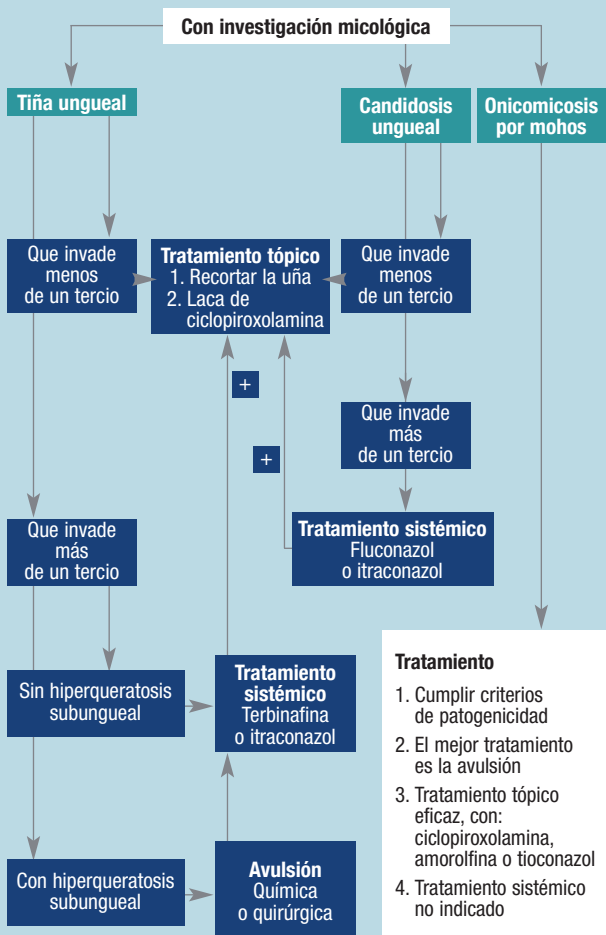 Con investigación micológica
Tiña ungueal
Candidosis
ungueal
Onicomicosis
por mohos
Que invade
menos
de un tercio
Tratamiento tópico
1. Recortar la uña
2. Laca de
ciclopiroxolamina
Que invade
menos
de un tercio
+
Que invade
más
de un tercio
+
Que invade
más
de un tercio
Tratamiento sistémico
Fluconazol
o itraconazol
Sin hiperqueratosis
subungueal
Tratamiento
sistémico
Terbinafina
o itraconazol
Con hiperqueratosis
subungueal
Avulsión
Química
o quirúrgica
Tratamiento
1. Cumplir criterios
de patogenicidad
2. El mejor tratamiento
es la avulsión
3. Tratamiento tópico
eficaz, con:
ciclopiroxolamina,
amorolfina o tioconazol
4. Tratamiento sistémico
no indicado